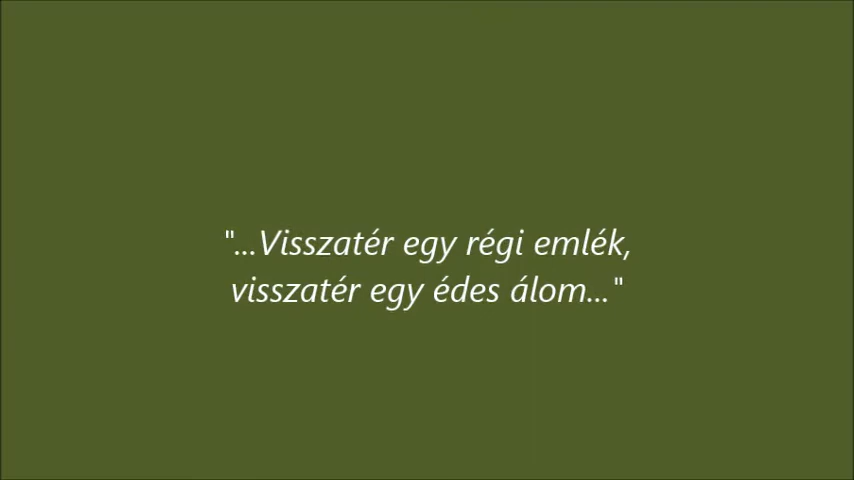 "...Visszatér egy régi emlék,
visszatér egy édes álom..."